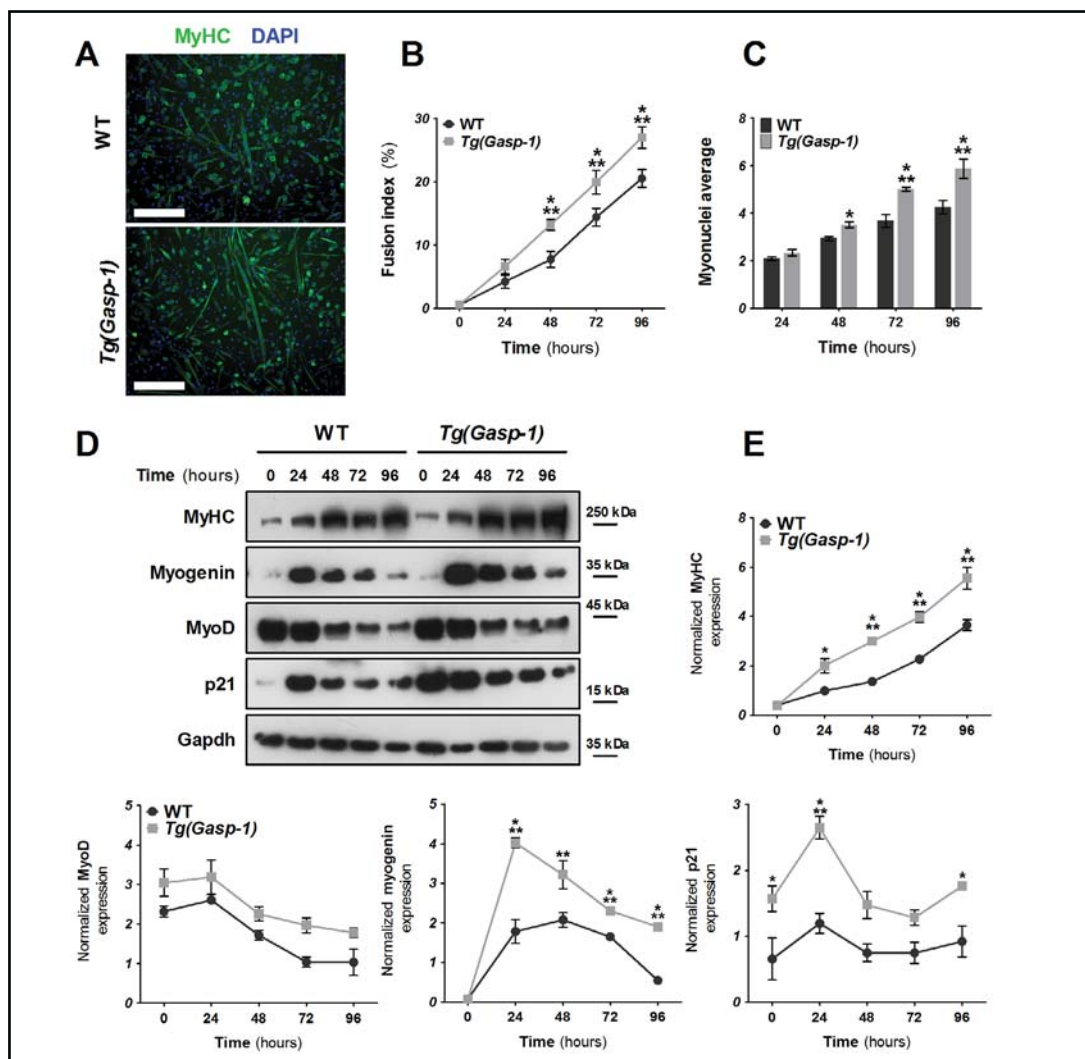 A
MyHC DAPI
WT
Tg(Gasp-1)
B
WT
Tg(Gasp-1)
Fusion index (%)
30
20
10
0
* ** * ** * **
0 24 48 72 96
Time (hours)
C
WT
Tg(Gasp-1)
Myonuclei average
8
6
4
2
0
* * ** * **
24 48 72 96
Time (hours)
D
WT Tg(Gasp-1)
Time (hours) 0 24 48 72 96 0 24 48 72 96
MyHC 250 kDa
Myogenin 35 kDa
MyoD 45 kDa
p21 15 kDa
Gapdh 35 kDa
E
WT
Tg(Gasp-1)
Normalized MyHC
expression
8
6
4
2
0
* * ** * ** * **
0 24 48 72 96
Time (hours)
WT
Tg(Gasp-1)
Normalized MyoD
expression
5
4
3
2
1
0
0 24 48 72 96
Time (hours)
Normalized myogenin
expression
5
4
3
2
1
0
* ** ** * ** * **
0 24 48 72 96
Time (hours)
Normalized p21
expression
3
2
1
0
* * ** *
0 24 48 72 96
Time (hours)